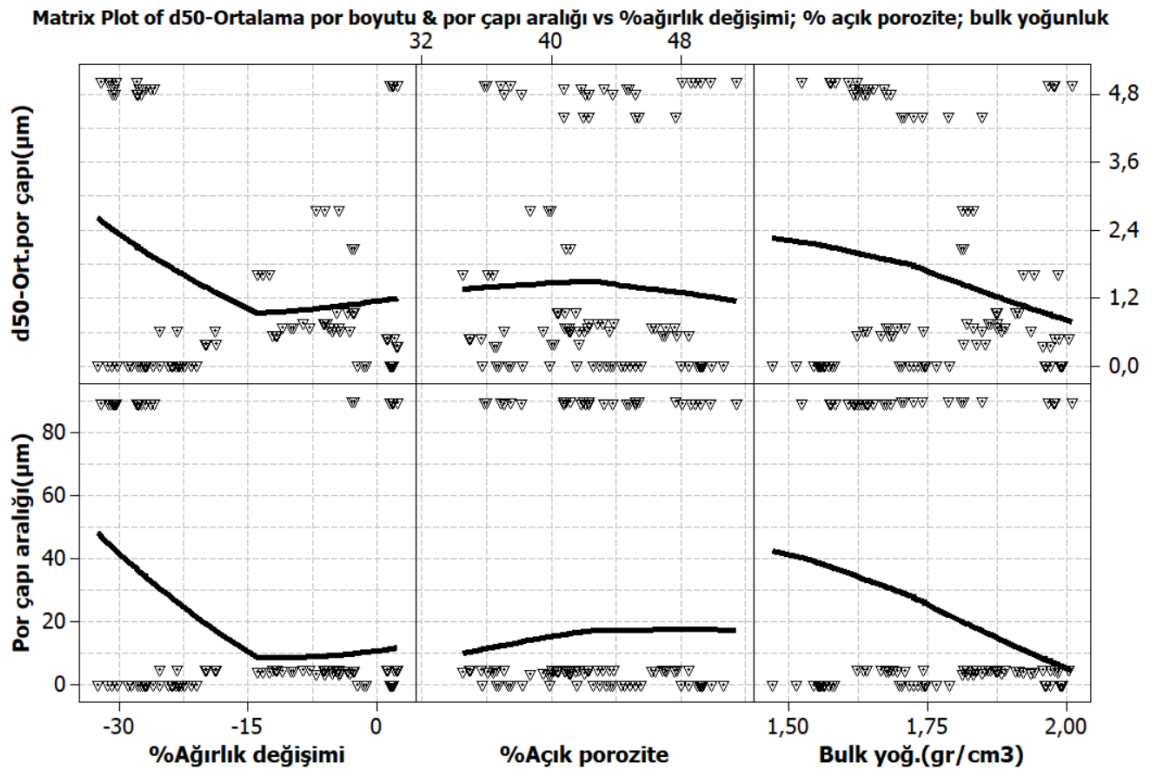 Matrix Plot of d50-Ortalama por boyutu & por çapı aralığı vs %ağırlık değişimi; % açık porozite; bulk yoğunluk
32 40 48
d50-Ort.por çapı(µm)
4,8
3,6
2,4
1,2
0,0
Por çapı aralığı(µm)
80
60
40
20
0
-30 -15 0 1,50 1,75 2,00
%Ağırlık değişimi %Açık porozite Bulk yoğ.(gr/cm3)